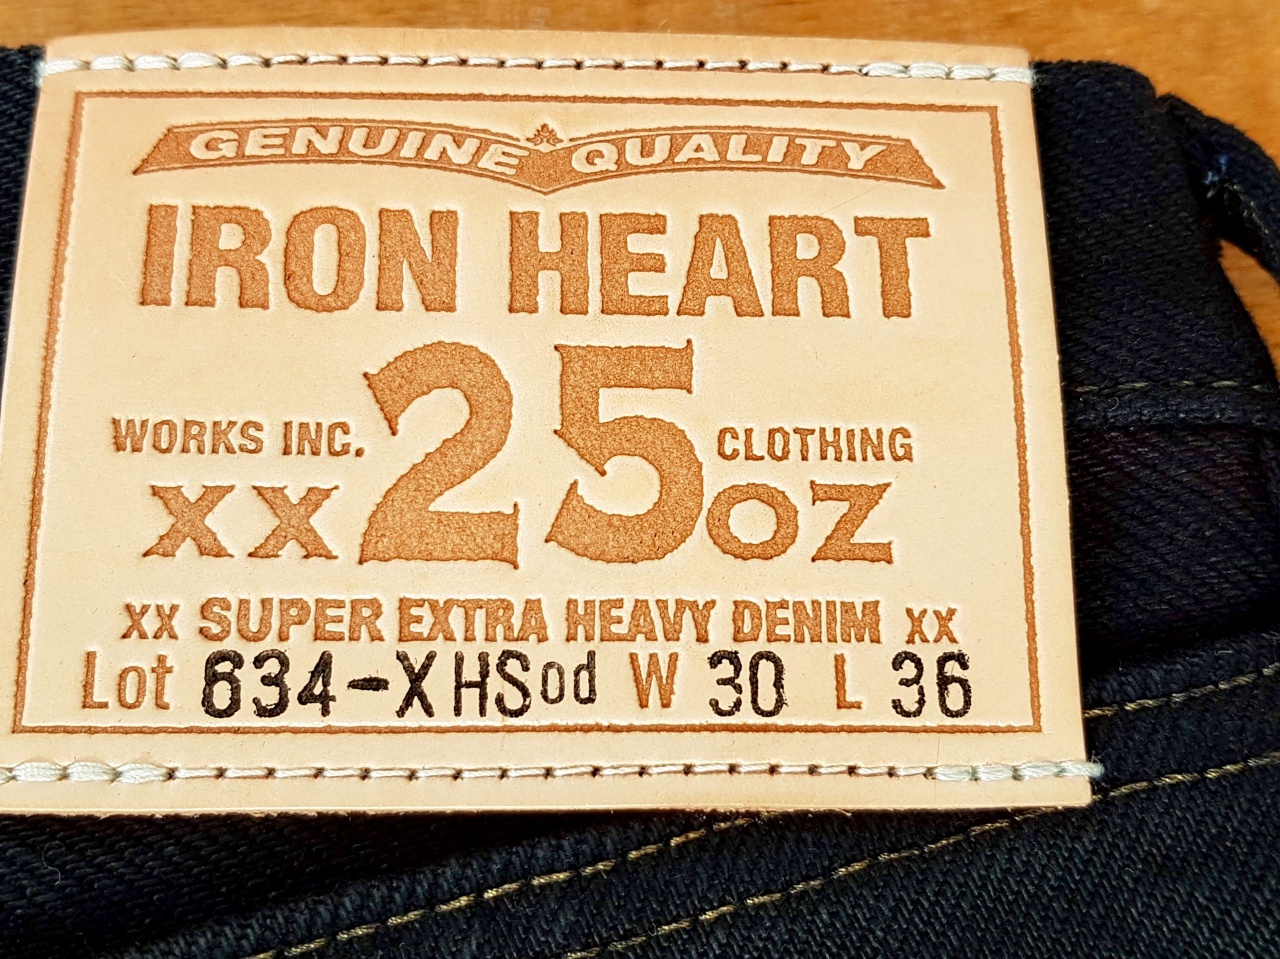 GENUINE QUALITY
IRON HEART
WORKS INC. 25 CLOTHING
XX OZ
XX SUPER EXTRA HEAVY DENIM XX
Lot 634-XHSod W 30 L 36